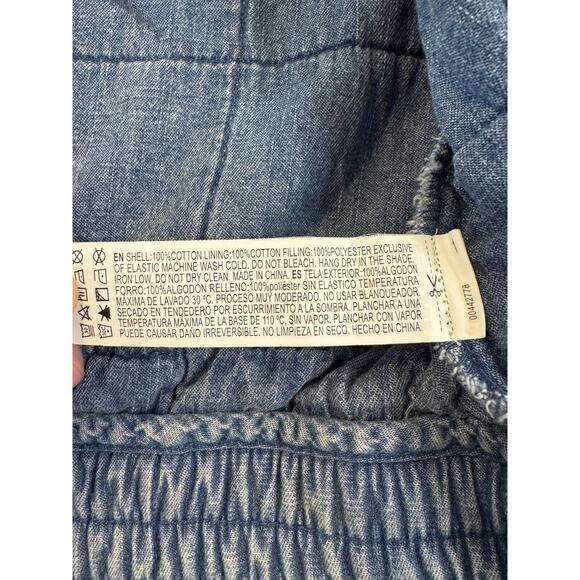 EN SHELL:100%COTTON LINING:100%COTTON FILLING:100%POLYESTER EXCLUSIVE
OF ELASTIC MACHINE WASH COLD. DO NOT BLEACH. HANG DRY IN THE SHADE.
IRON LOW. DO NOT DRY CLEAN. MADE IN CHINA. ES TELA EXTERIOR:100%ALGODÓN
FORRO:100%ALGODÓN RELLENO:100%poliéster SIN ELÁSTICO TEMPERATURA
MÁXIMA DE LAVADO 30 ºC. PROCESO MUY MODERADO. NO USAR BLANQUEADOR.
SECADO EN TENDEDERO POR ESCURRIMIENTO A LA SOMBRA. PLANCHAR A UNA
TEMPERATURA MÁXIMA DE LA BASE DE 110 ºC, SIN VAPOR. PLANCHAR CON VAPOR
PUEDE CAUSAR DAÑO IRREVERSIBLE. NO LIMPIEZA EN SECO. HECHO EN CHINA.
00442778